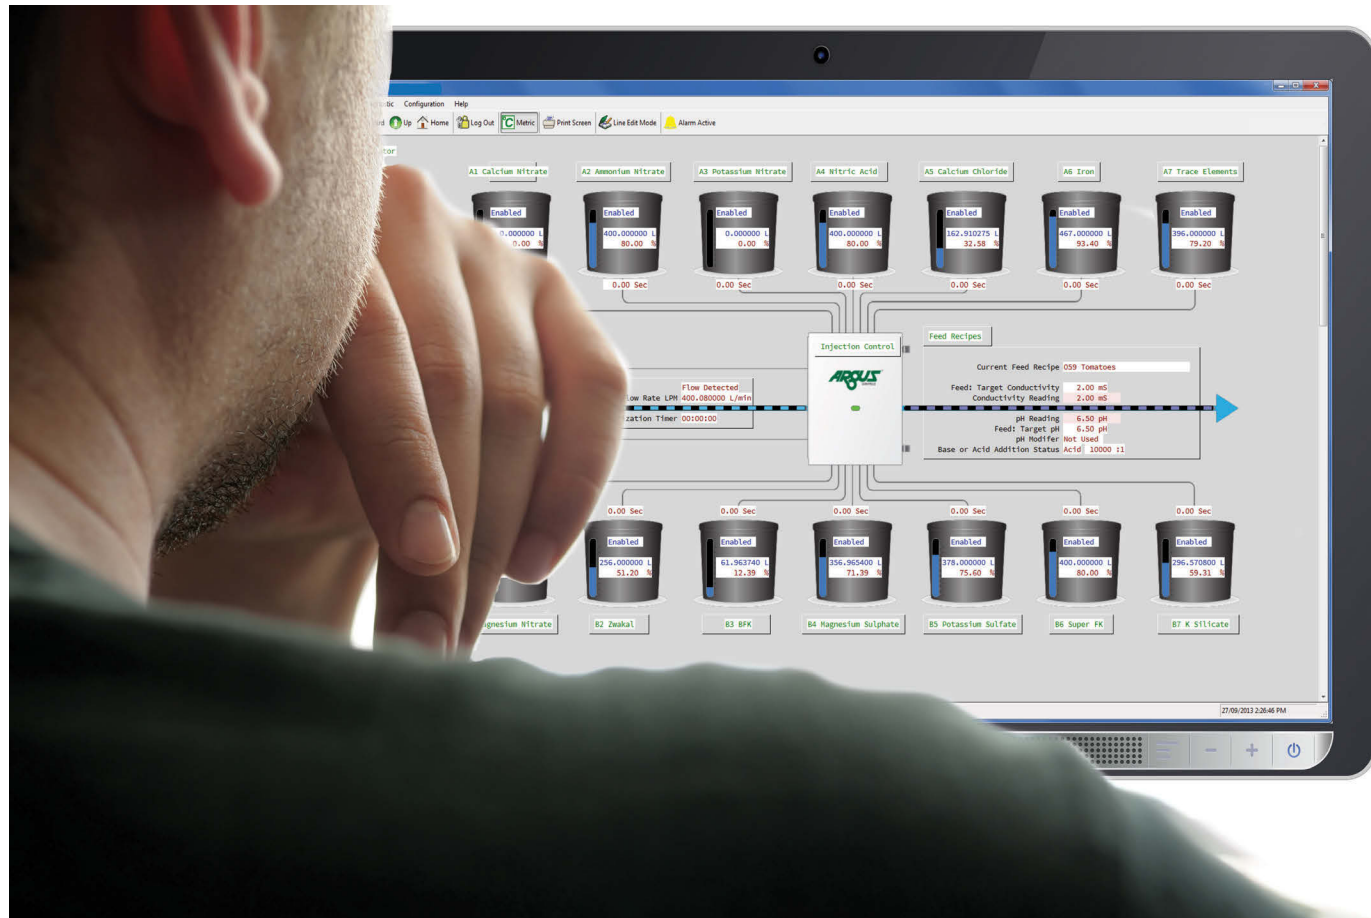 Configuration Help
Up Home Log Out °C Metric Print Screen Line Edit Mode Alarm Active
A1 Calcium Nitrate A2 Ammonium Nitrate A3 Potassium Nitrate A4 Nitric Acid A5 Calcium Chloride A6 Iron A7 Trace Elements
Enabled Enabled Enabled Enabled Enabled Enabled Enabled
0.000000 L 400.000000 L 0.000000 L 400.000000 L 162.910275 L 467.000000 L 396.000000 L
0.00 % 80.00 % 0.00 % 80.00 % 32.58 % 93.40 % 79.20 %
0.00 Sec 0.00 Sec 0.00 Sec 0.00 Sec 0.00 Sec 0.00 Sec
Injection Control
ARGUS
Flow Detected
Rate LPM 400.080000 L/min
Timer 00:00:00
Feed Recipes
Current Feed Recipe 059 Tomatoes
Feed: Target Conductivity 2.00 mS
Conductivity Reading 2.00 mS
pH Reading 6.50 pH
Feed: Target pH 6.50 pH
pH Modifer Not Used
Base or Acid Addition Status Acid 10000 :1
0.00 Sec 0.00 Sec 0.00 Sec 0.00 Sec 0.00 Sec 0.00 Sec
Enabled Enabled Enabled Enabled Enabled Enabled
256.000000 L 61.963740 L 356.965400 L 378.000000 L 400.000000 L 296.570800 L
51.20 % 12.39 % 71.39 % 75.60 % 80.00 % 59.31 %
Nitrate B2 Zwakal B3 BFK B4 Magnesium Sulphate B5 Potassium Sulfate B6 Super FK B7 K Silicate
27/09/2013 2:26:46 PM